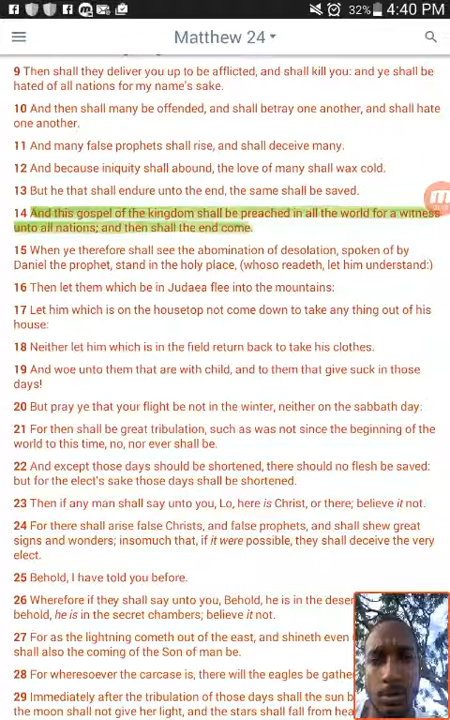 32% 4:40 PM
Matthew 24
9 Then shall they deliver you up to be afflicted, and shall kill you: and ye shall be
hated of all nations for my name's sake.
10 And then shall many be offended, and shall betray one another, and shall hate
one another.
11 And many false prophets shall rise, and shall deceive many.
12 And because iniquity shall abound, the love of many shall wax cold.
13 But he that shall endure unto the end, the same shall be saved.
14 And this gospel of the kingdom shall be preached in all the world for a witness
unto all nations; and then shall the end come.
15 When ye therefore shall see the abomination of desolation, spoken of by
Daniel the prophet, stand in the holy place, (whoso readeth, let him understand:)
16 Then let them which be in Judaea flee into the mountains:
17 Let him which is on the housetop not come down to take any thing out of his
house:
18 Neither let him which is in the field return back to take his clothes.
19 And woe unto them that are with child, and to them that give suck in those
days!
20 But pray ye that your flight be not in the winter, neither on the sabbath day:
21 For then shall be great tribulation, such as was not since the beginning of the
world to this time, no, nor ever shall be.
22 And except those days should be shortened, there should no flesh be saved:
but for the elect's sake those days shall be shortened.
23 Then if any man shall say unto you, Lo, here is Christ, or there; believe it not.
24 For there shall arise false Christs, and false prophets, and shall shew great
signs and wonders; insomuch that, if it were possible, they shall deceive the very
elect.
25 Behold, I have told you before.
26 Wherefore if they shall say unto you, Behold, he is in the deser
behold, he is in the secret chambers; believe it not.
27 For as the lightning cometh out of the east, and shineth even
shall also the coming of the Son of man be.
28 For wheresoever the carcase is, there will the eagles be gathe
29 Immediately after the tribulation of those days shall the sun b
the moon shall not give her light, and the stars shall fall from hea